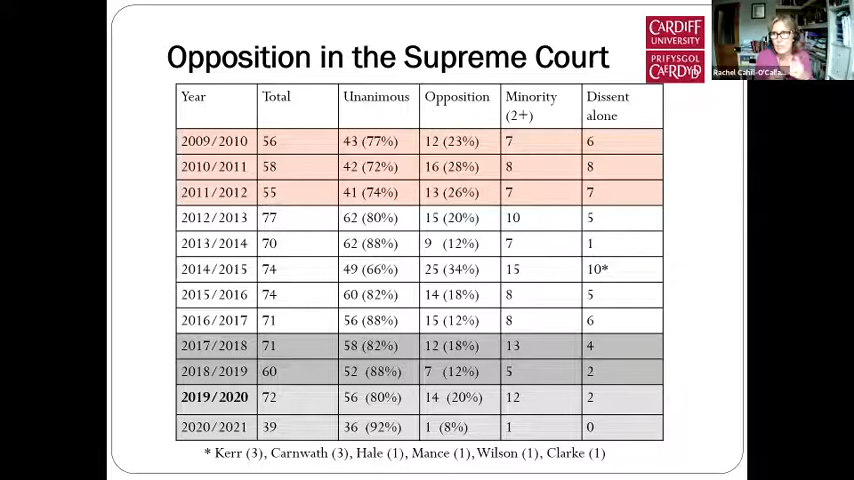 Opposition in the Supreme Court
CARDIFF
UNIVERSITY
PRIFYSGOL
CAERDYDD
Rachel Cahill-O'Calla...
Year Total Unanimous Opposition Minority (2+) Dissent alone
2009/2010 56 43 (77%) 12 (23%) 7 6
2010/2011 58 42 (72%) 16 (28%) 8 8
2011/2012 55 41 (74%) 13 (26%) 7 7
2012/2013 77 62 (80%) 15 (20%) 10 5
2013/2014 70 62 (88%) 9 (12%) 7 1
2014/2015 74 49 (66%) 25 (34%) 15 10*
2015/2016 74 60 (82%) 14 (18%) 8 5
2016/2017 71 56 (88%) 15 (12%) 8 6
2017/2018 71 58 (82%) 12 (18%) 13 4
2018/2019 60 52 (88%) 7 (12%) 5 2
2019/2020 72 56 (80%) 14 (20%) 12 2
2020/2021 39 36 (92%) 1 (8%) 1 0
* Kerr (3), Carnwath (3), Hale (1), Mance (1), Wilson (1), Clarke (1)